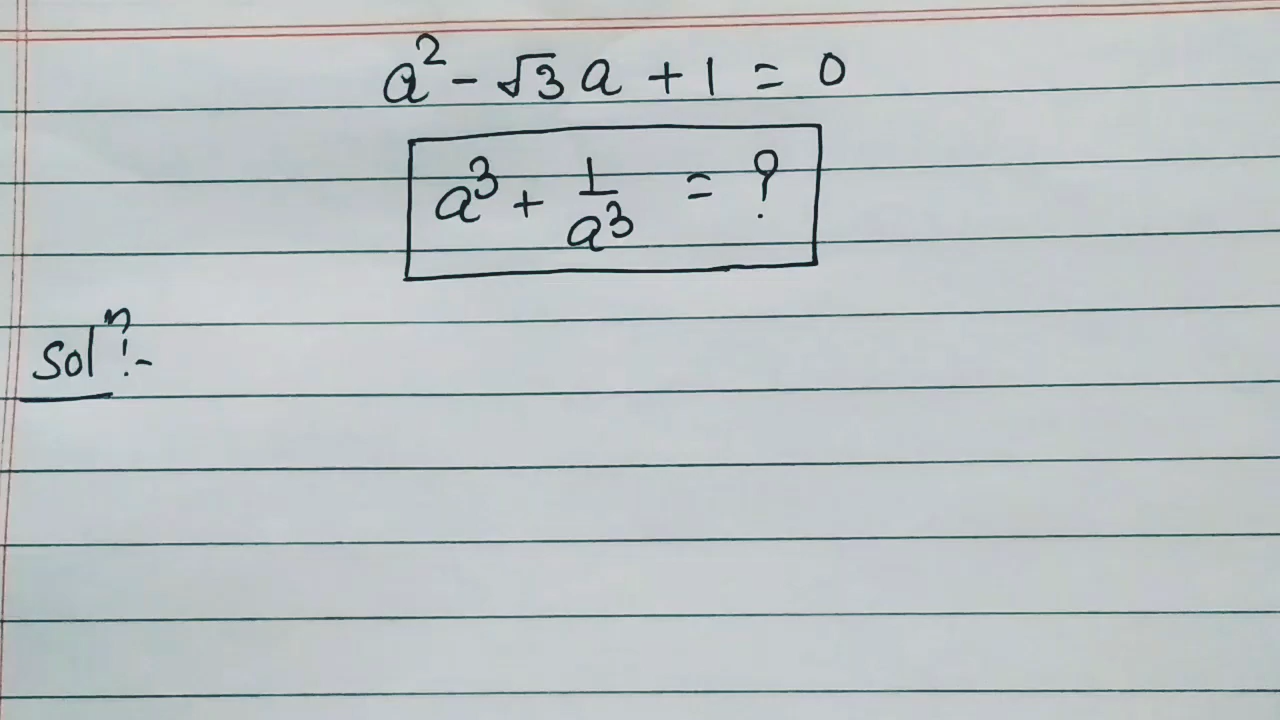 a² - √3 a + 1 = 0
a³ + 1/a³ = ?
Solⁿ :-